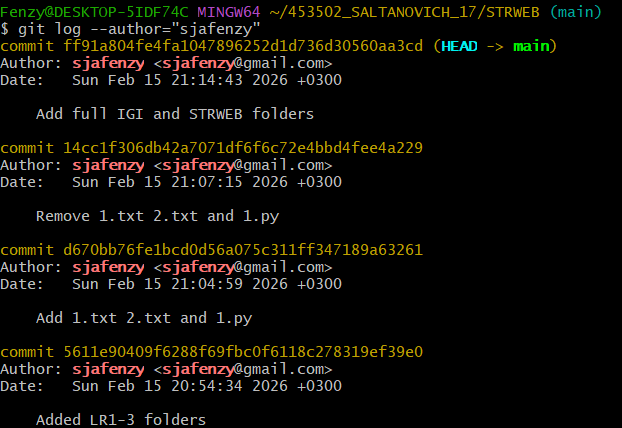 Fenzy@DESKTOP-5IDF74C MINGW64 ~/453502_SALTANOVICH_17/STRWEB (main)
$ git log --author="sjafenzy"
commit ff91a804fe4fa1047896252d1d736d30560aa3cd (HEAD -> main)
Author: sjafenzy <sjafenzy@gmail.com>
Date:   Sun Feb 15 21:14:43 2026 +0300
    Add full IGI and STRWEB folders
commit 14cc1f306db42a7071df6f6c72e4bbd4fee4a229
Author: sjafenzy <sjafenzy@gmail.com>
Date:   Sun Feb 15 21:07:15 2026 +0300
    Remove 1.txt 2.txt and 1.py
commit d670bb76fe1bcd0d56a075c311ff347189a63261
Author: sjafenzy <sjafenzy@gmail.com>
Date:   Sun Feb 15 21:04:59 2026 +0300
    Add 1.txt 2.txt and 1.py
commit 5611e90409f6288f69fbc0f6118c278319ef39e0
Author: sjafenzy <sjafenzy@gmail.com>
Date:   Sun Feb 15 20:54:34 2026 +0300
    Added LR1-3 folders